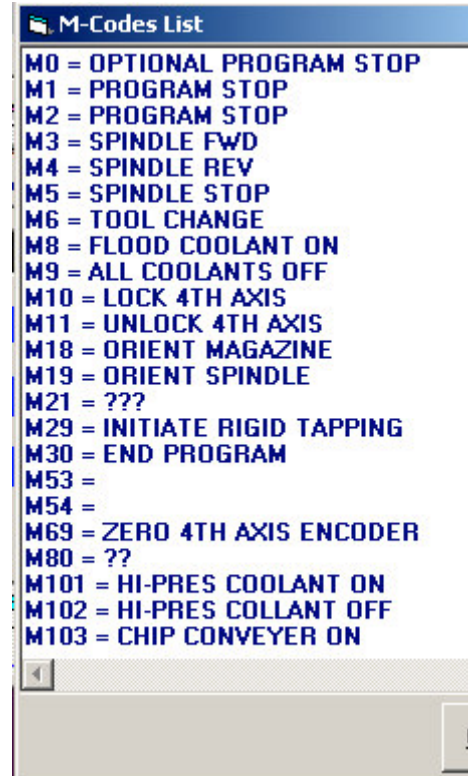 M-Codes List
M0 = OPTIONAL PROGRAM STOP
M1 = PROGRAM STOP
M2 = PROGRAM STOP
M3 = SPINDLE FWD
M4 = SPINDLE REV
M5 = SPINDLE STOP
M6 = TOOL CHANGE
M8 = FLOOD COOLANT ON
M9 = ALL COOLANTS OFF
M10 = LOCK 4TH AXIS
M11 = UNLOCK 4TH AXIS
M18 = ORIENT MAGAZINE
M19 = ORIENT SPINDLE
M21 = ???
M29 = INITIATE RIGID TAPPING
M30 = END PROGRAM
M53 =
M54 =
M69 = ZERO 4TH AXIS ENCODER
M80 = ??
M101 = HI-PRES COOLANT ON
M102 = HI-PRES COLLANT OFF
M103 = CHIP CONVEYER ON